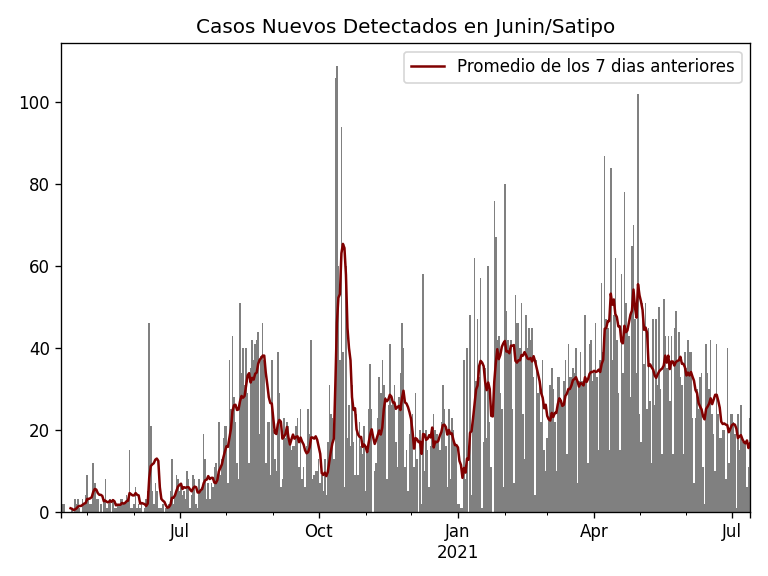 Casos Nuevos Detectados en Junin/Satipo
Promedio de los 7 dias anteriores
100
80
60
40
20
0
Jul Oct Jan Apr Jul
2021